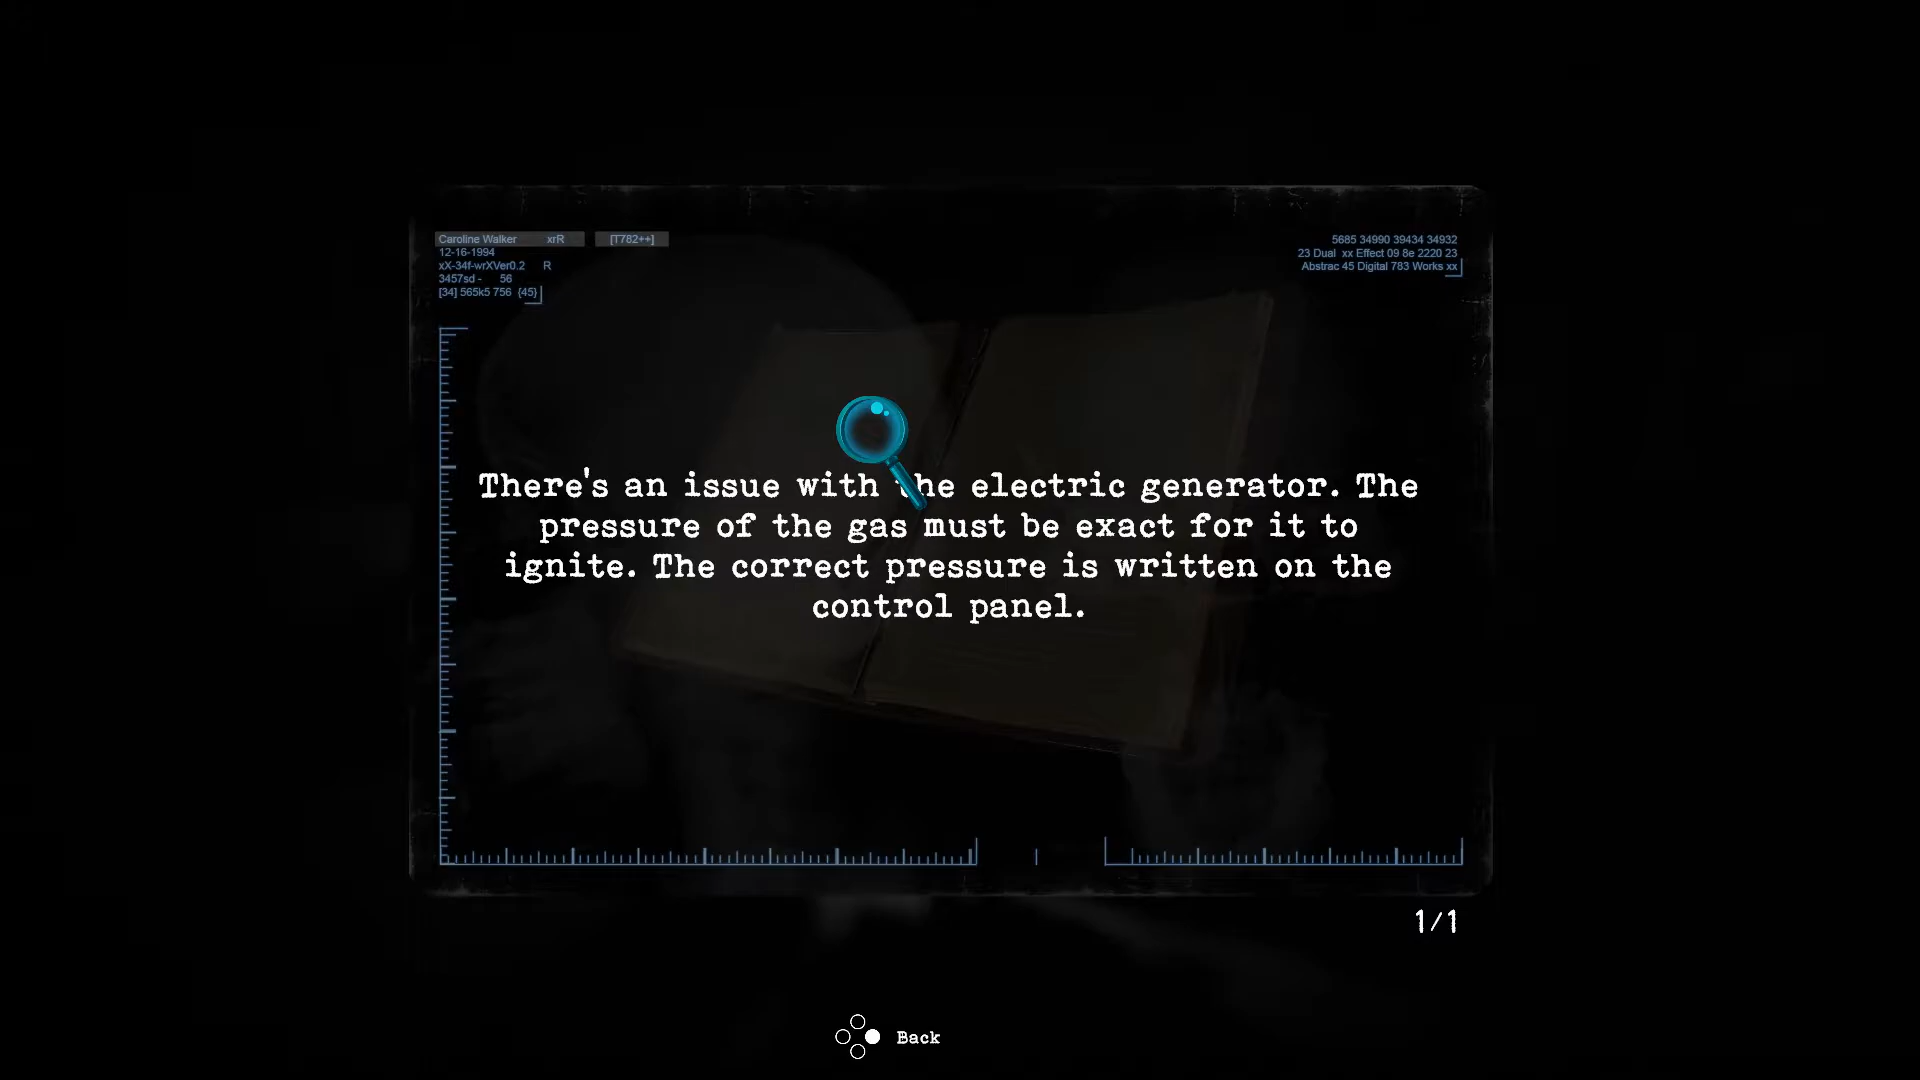 Caroline Walker xrR [T782++]
12-16-1994
xX-34f-wrXVer0.2 R
3457sd - 56
[34] 565k5 756 {45}
5685 34990 39434 34932
23 Dual xx Effect 09 8e 2220 23
Abstrac 45 Digital 783 Works xx
There's an issue with the electric generator. The
pressure of the gas must be exact for it to
ignite. The correct pressure is written on the
control panel.
1/1
Back